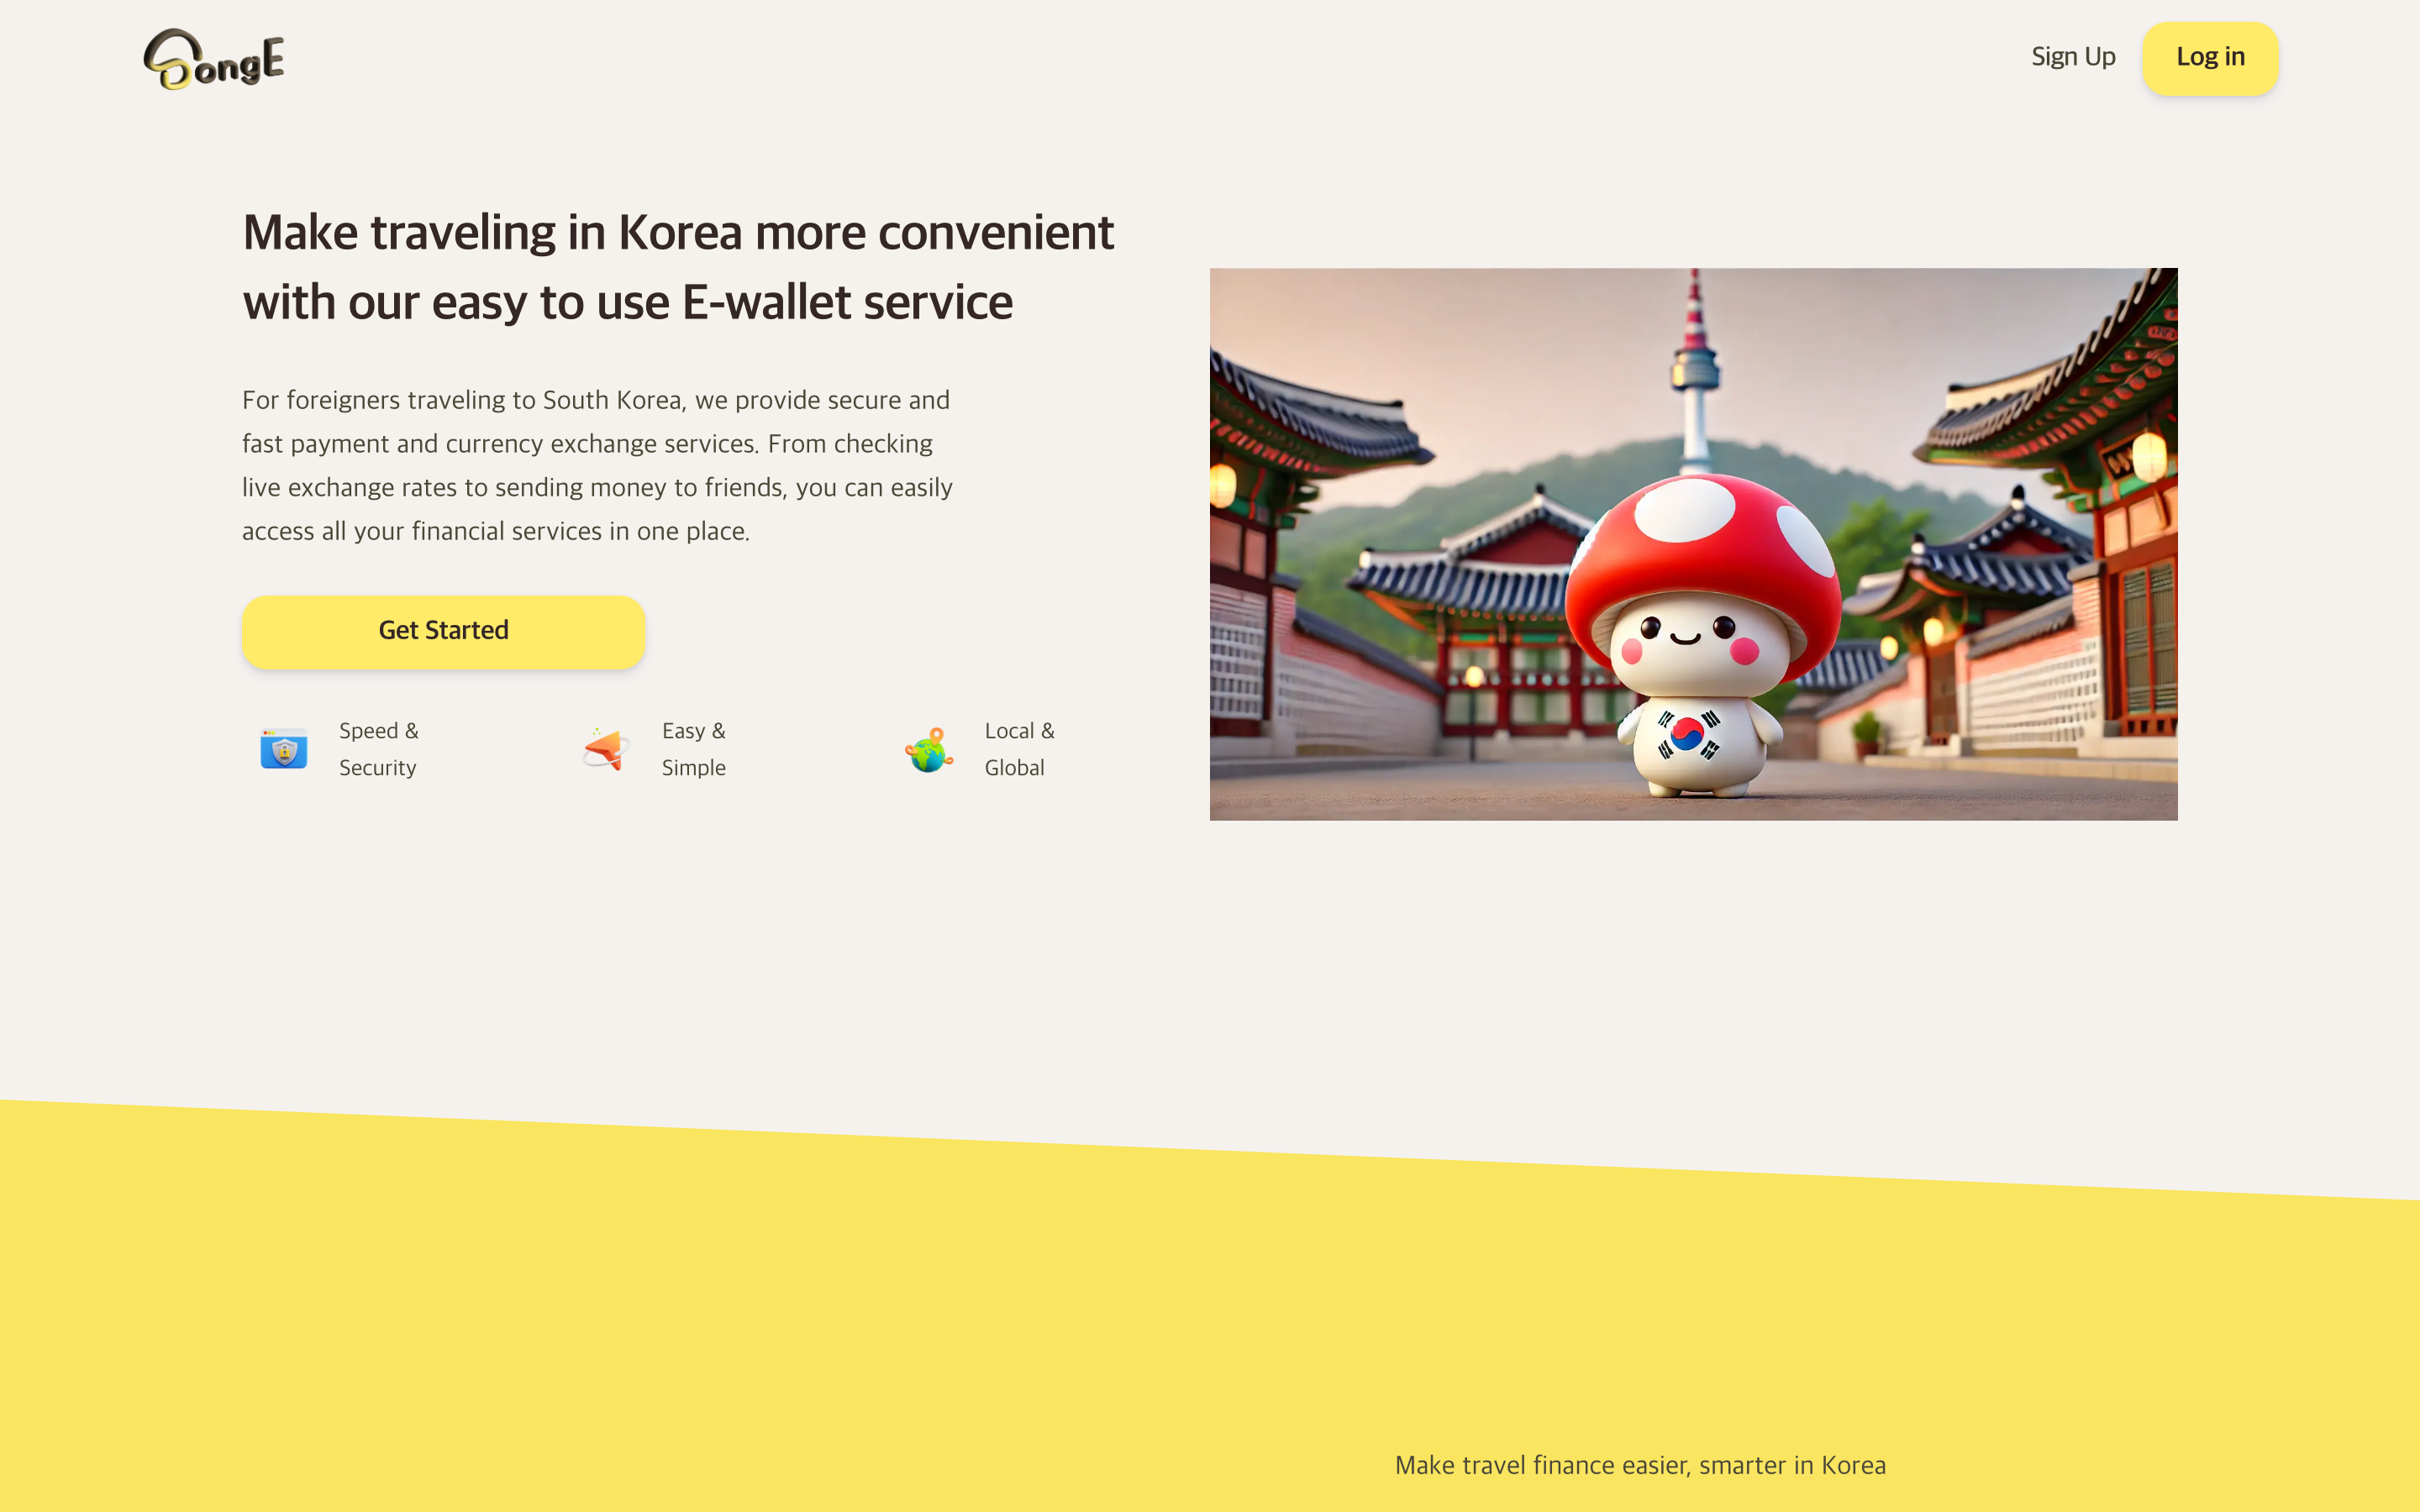 SongE
Sign Up
Log in
Make traveling in Korea more convenient
with our easy to use E-wallet service
For foreigners traveling to South Korea, we provide secure and
fast payment and currency exchange services. From checking
live exchange rates to sending money to friends, you can easily
access all your financial services in one place.
Get Started
Speed &
Security
Easy &
Simple
Local &
Global
Make travel finance easier, smarter in Korea